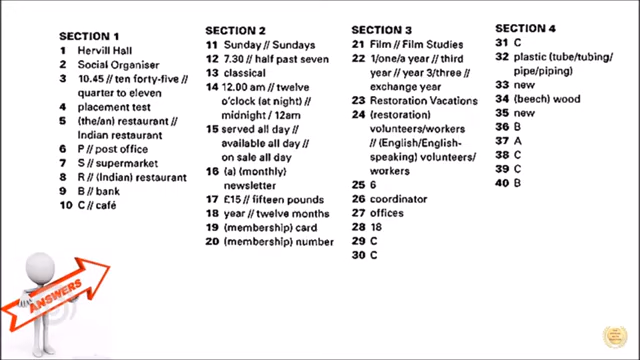 SECTION 1
1 Hervill Hall
2 Social Organiser
3 10.45 // ten forty-five //
quarter to eleven
4 placement test
5 (the/an) restaurant //
Indian restaurant
6 P // post office
7 S // supermarket
8 R // (Indian) restaurant
9 B // bank
10 C // café
SECTION 2
11 Sunday // Sundays
12 7.30 // half past seven
13 classical
14 12.00 am // twelve
o'clock (at night) //
midnight / 12am
15 served all day //
available all day //
on sale all day
16 (a) (monthly)
newsletter
17 £15 // fifteen pounds
18 year // twelve months
19 (membership) card
20 (membership) number
SECTION 3
21 Film // Film Studies
22 1/one/a year // third
year // year 3/three //
exchange year
23 Restoration Vacations
24 (restoration)
volunteers/workers
// (English/English-
speaking) volunteers/
workers
25 6
26 coordinator
27 offices
28 18
29 C
30 C
SECTION 4
31 C
32 plastic (tube/tubing/
pipe/piping)
33 new
34 (beech) wood
35 new
36 B
37 A
38 C
39 C
40 B
ANSWERS